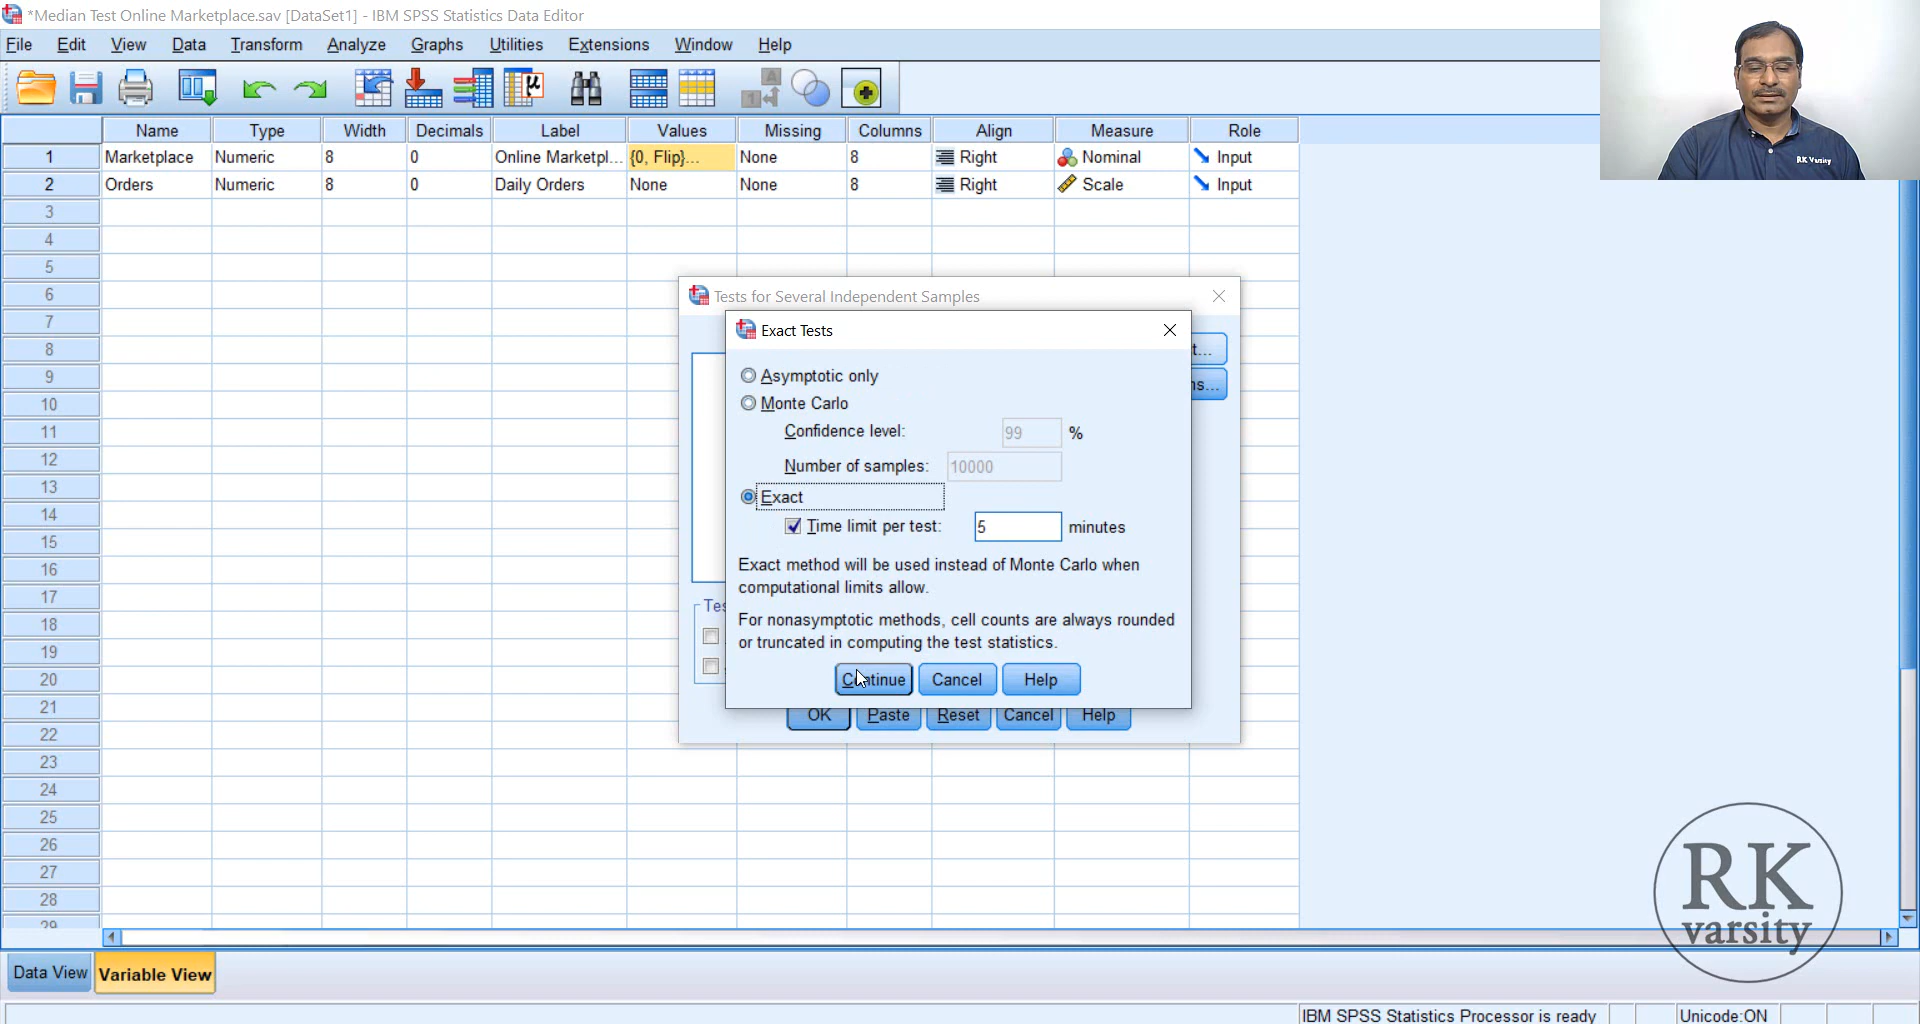 *Median Test Online Marketplace.sav [DataSet1] - IBM SPSS Statistics Data Editor
File Edit View Data Transform Analyze Graphs Utilities Extensions Window Help
Name Type Width Decimals Label Values Missing Columns Align Measure Role
1 Marketplace Numeric 8 0 Online Marketpl... {0, Flip}... None 8 Right Nominal Input
2 Orders Numeric 8 0 Daily Orders None None 8 Right Scale Input
3
4
5
6
7
8
9
10
11
12
13
14
15
16
17
18
19
20
21
22
23
24
25
26
27
28
29
Tests for Several Independent Samples
Exact Tests
t...
ns...
Asymptotic only
Monte Carlo
Confidence level: 99 %
Number of samples: 10000
Exact
Time limit per test: 5 minutes
Exact method will be used instead of Monte Carlo when
computational limits allow.
For nonasymptotic methods, cell counts are always rounded
or truncated in computing the test statistics.
Continue Cancel Help
Tes
OK Paste Reset Cancel Help
Data View Variable View
IBM SPSS Statistics Processor is ready Unicode:ON
RK Varsity
RK
varsity